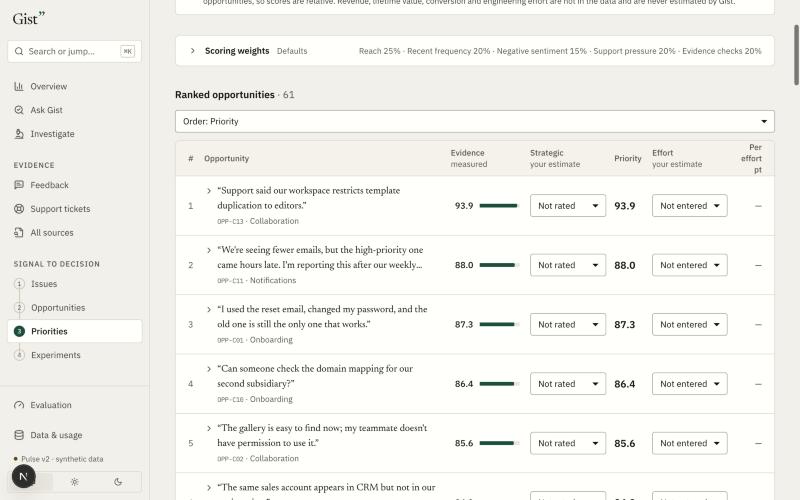 Gist”
Search or jump... ⌘K
Overview
Ask Gist
Investigate
EVIDENCE
Feedback
Support tickets
All sources
SIGNAL TO DECISION
1 Issues
2 Opportunities
3 Priorities
4 Experiments
Evaluation
Data & usage
Pulse v2 · synthetic data
N
opportunities, so scores are relative. Revenue, lifetime value, conversion and engineering effort are not in the data and are never estimated by Gist.
Scoring weights Defaults Reach 25% · Recent frequency 20% · Negative sentiment 15% · Support pressure 20% · Evidence checks 20%
Ranked opportunities · 61
Order: Priority
# Opportunity Evidence measured Strategic your estimate Priority Effort your estimate Per effort pt
1 “Support said our workspace restricts template
duplication to editors.”
OPP-C13 · Collaboration
93.9 Not rated 93.9 Not entered —
2 “We're seeing fewer emails, but the high-priority one
came hours late. I'm reporting this after our weekly...
OPP-C11 · Notifications
88.0 Not rated 88.0 Not entered —
3 “I used the reset email, changed my password, and the
old one is still the only one that works.”
OPP-C01 · Onboarding
87.3 Not rated 87.3 Not entered —
4 “Can someone check the domain mapping for our
second subsidiary?”
OPP-C10 · Onboarding
86.4 Not rated 86.4 Not entered —
5 “The gallery is easy to find now; my teammate doesn't
have permission to use it.”
OPP-C02 · Collaboration
85.6 Not rated 85.6 Not entered —
“The same sales account appears in CRM but not in our